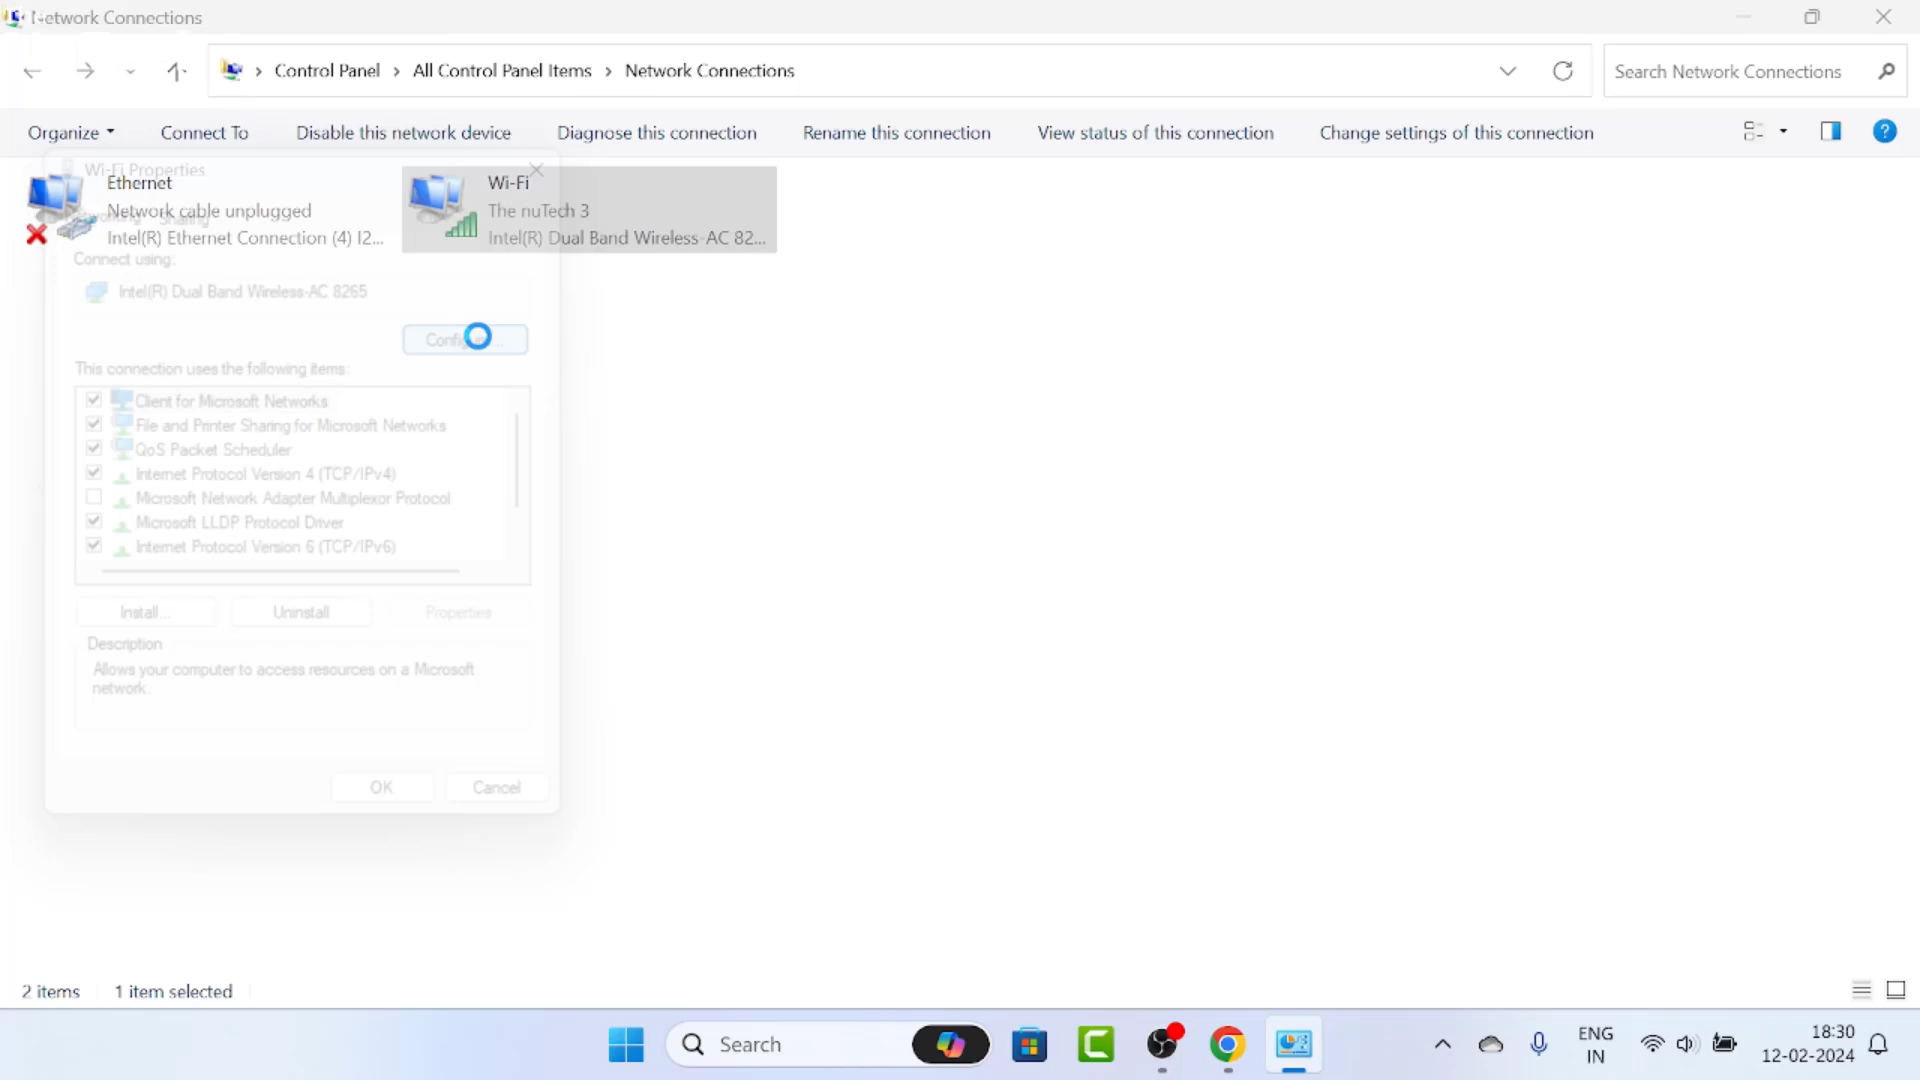 Network Connections
Control Panel > All Control Panel Items > Network Connections
Search Network Connections
Organize Connect To Disable this network device Diagnose this connection Rename this connection View status of this connection Change settings of this connection
Ethernet
Network cable unplugged
Intel(R) Ethernet Connection (4) I2...
Wi-Fi
The nuTech 3
Intel(R) Dual Band Wireless-AC 82...
Wi-Fi Properties
Networking Sharing
Connect using:
Intel(R) Dual Band Wireless-AC 8265
Configure...
This connection uses the following items:
Client for Microsoft Networks
File and Printer Sharing for Microsoft Networks
QoS Packet Scheduler
Internet Protocol Version 4 (TCP/IPv4)
Microsoft Network Adapter Multiplexor Protocol
Microsoft LLDP Protocol Driver
Internet Protocol Version 6 (TCP/IPv6)
Install... Uninstall Properties
Description
Allows your computer to access resources on a Microsoft
network.
OK Cancel
2 items 1 item selected
Search
ENG
IN
18:30
12-02-2024